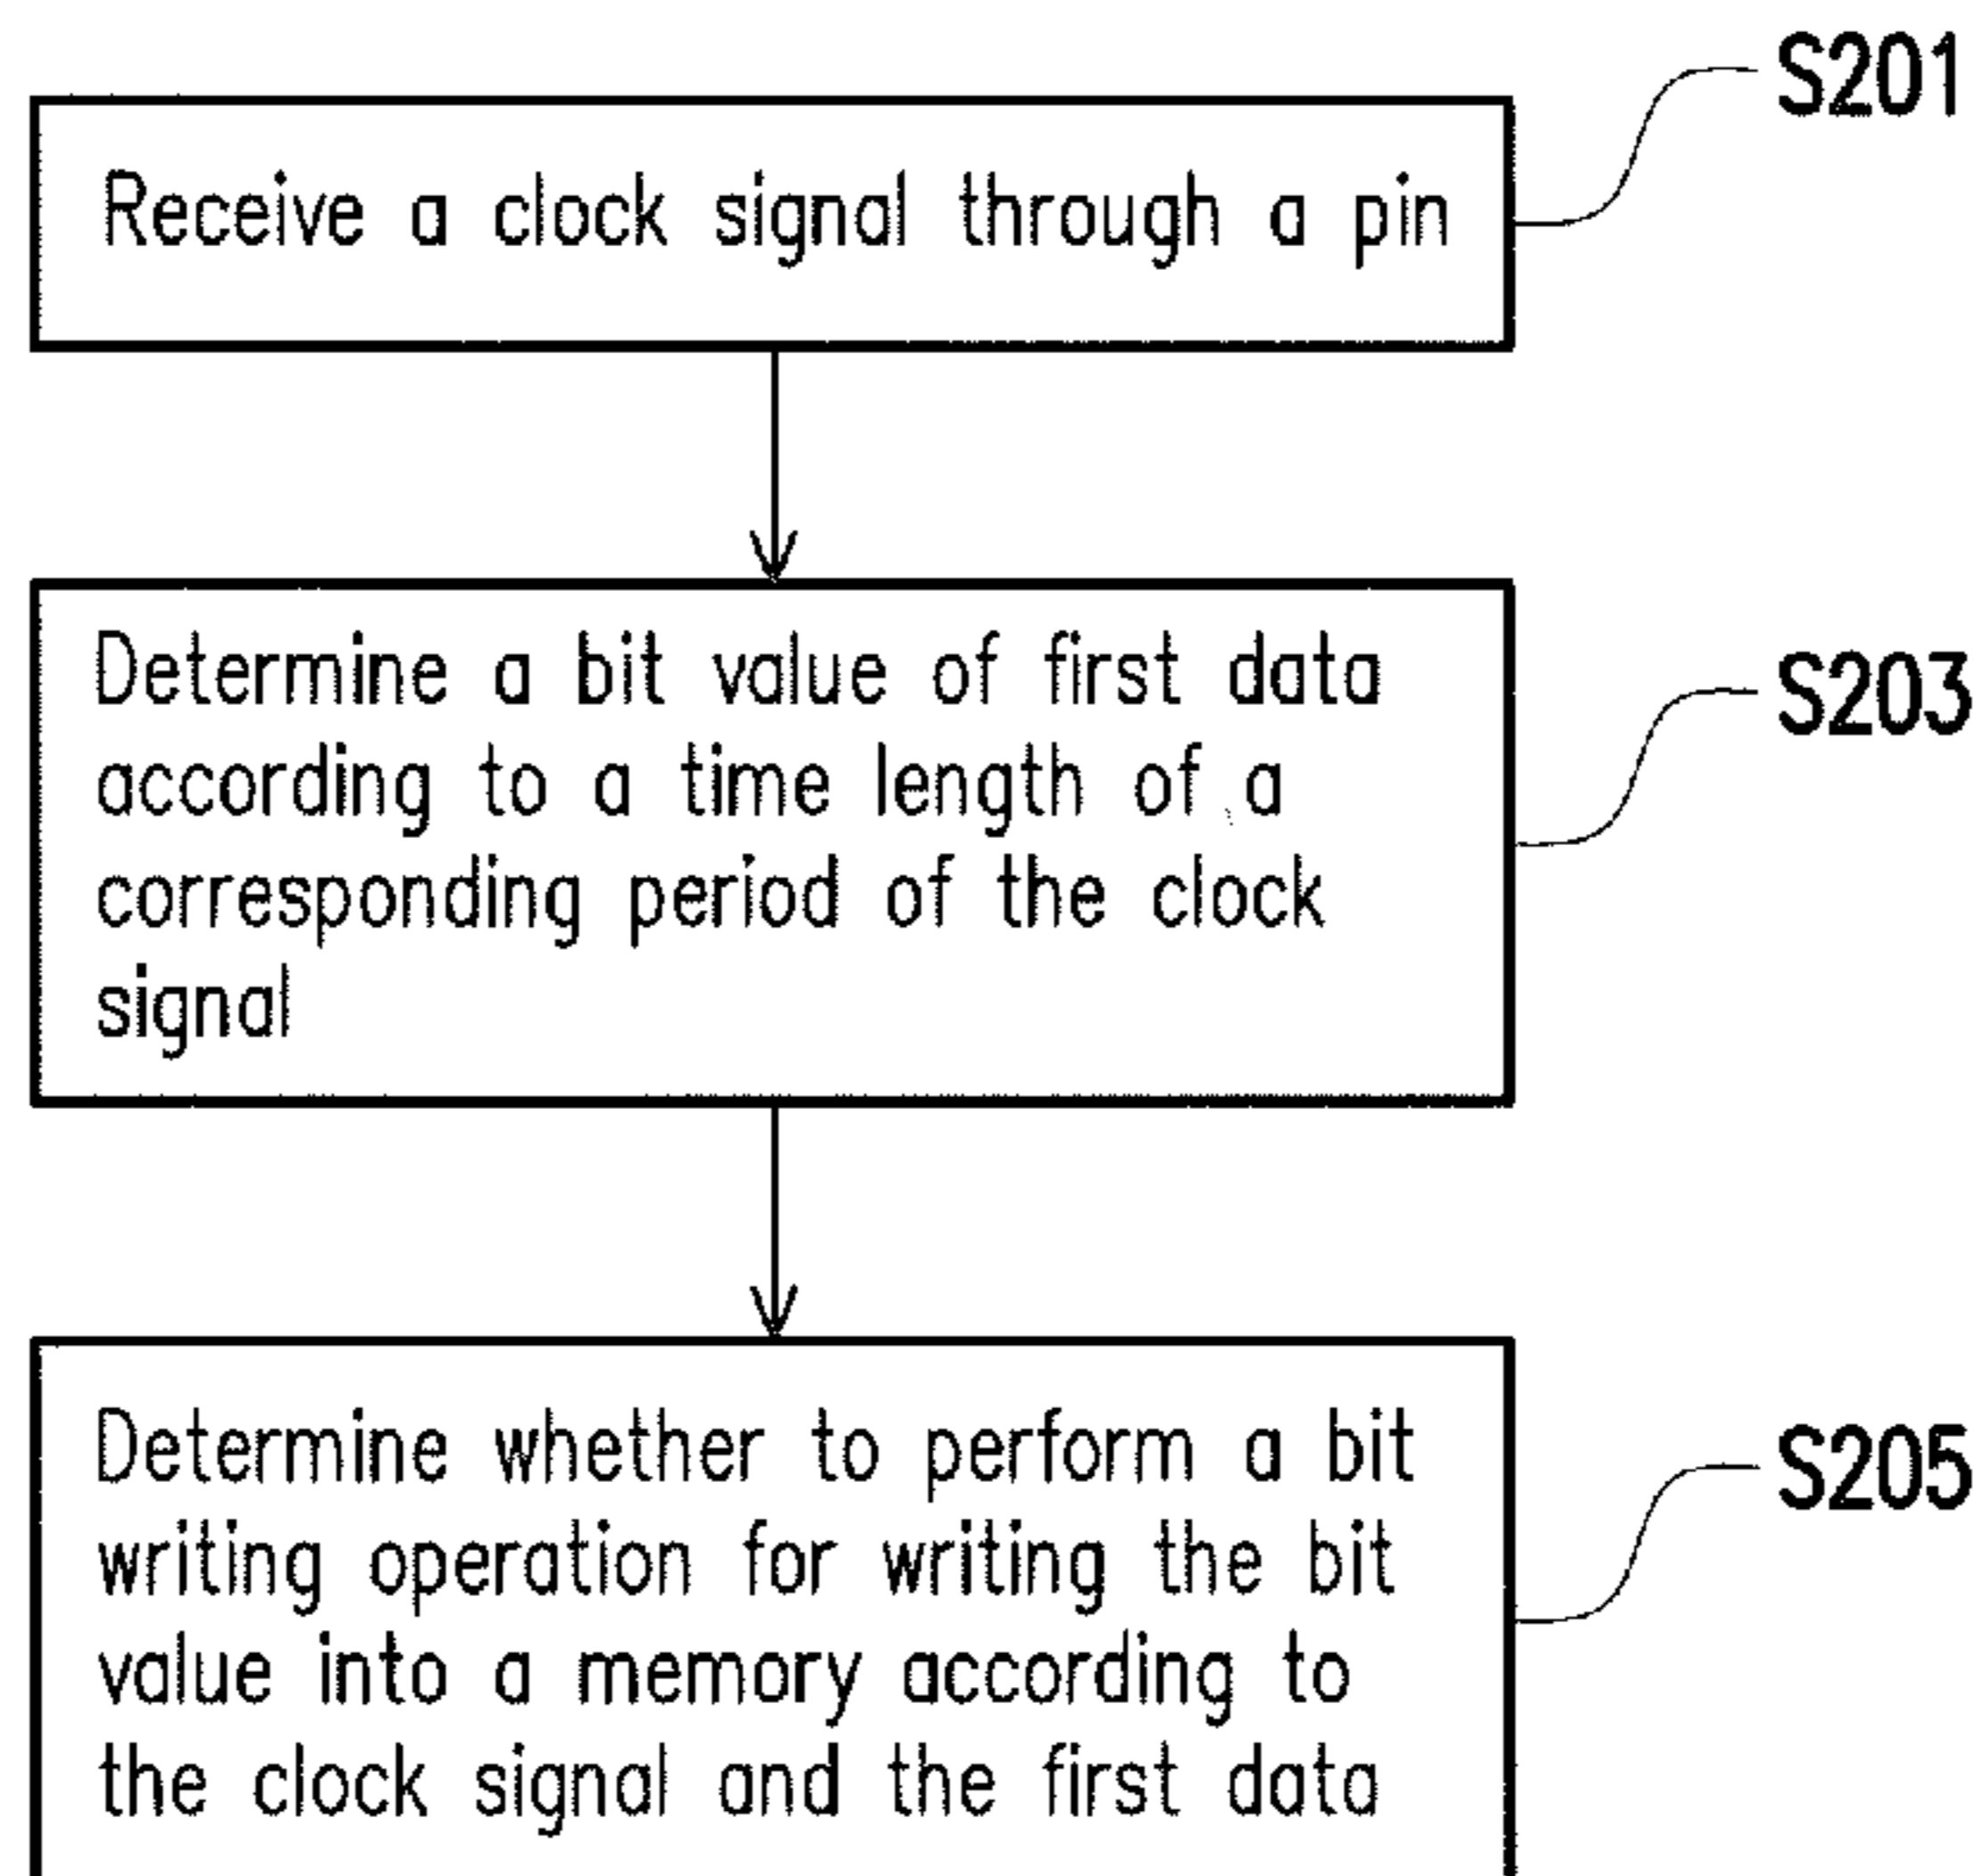 S201
Receive a clock signal through a pin
Determine a bit value of first data
S203
according to a time length of a
corresponding period of the clock
signal
Determine whether to perform a bit
S205
writing operation for writing the bit
value into a memory according to
the clock signal and the first data